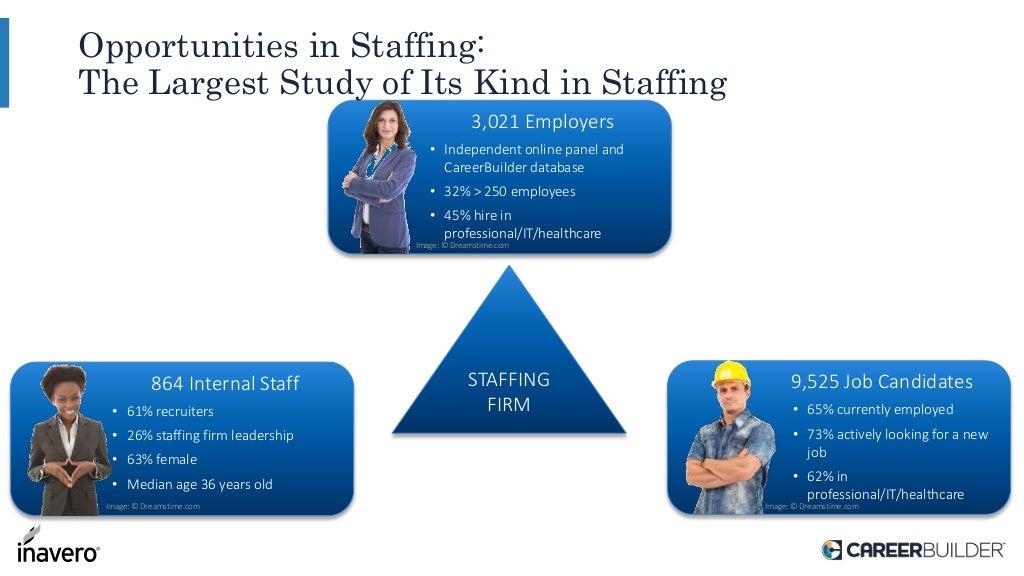 Opportunities in Staffing:
The Largest Study of Its Kind in Staffing
3,021 Employers
• Independent online panel and
CareerBuilder database
• 32% > 250 employees
• 45% hire in
professional/IT/healthcare
Image: © Dreamstime.com
STAFFING
FIRM
864 Internal Staff
• 61% recruiters
• 26% staffing firm leadership
• 63% female
• Median age 36 years old
Image: © Dreamstime.com
9,525 Job Candidates
• 65% currently employed
• 73% actively looking for a new
job
• 62% in
professional/IT/healthcare
Image: © Dreamstime.com
inavero®
CAREERBUILDER™